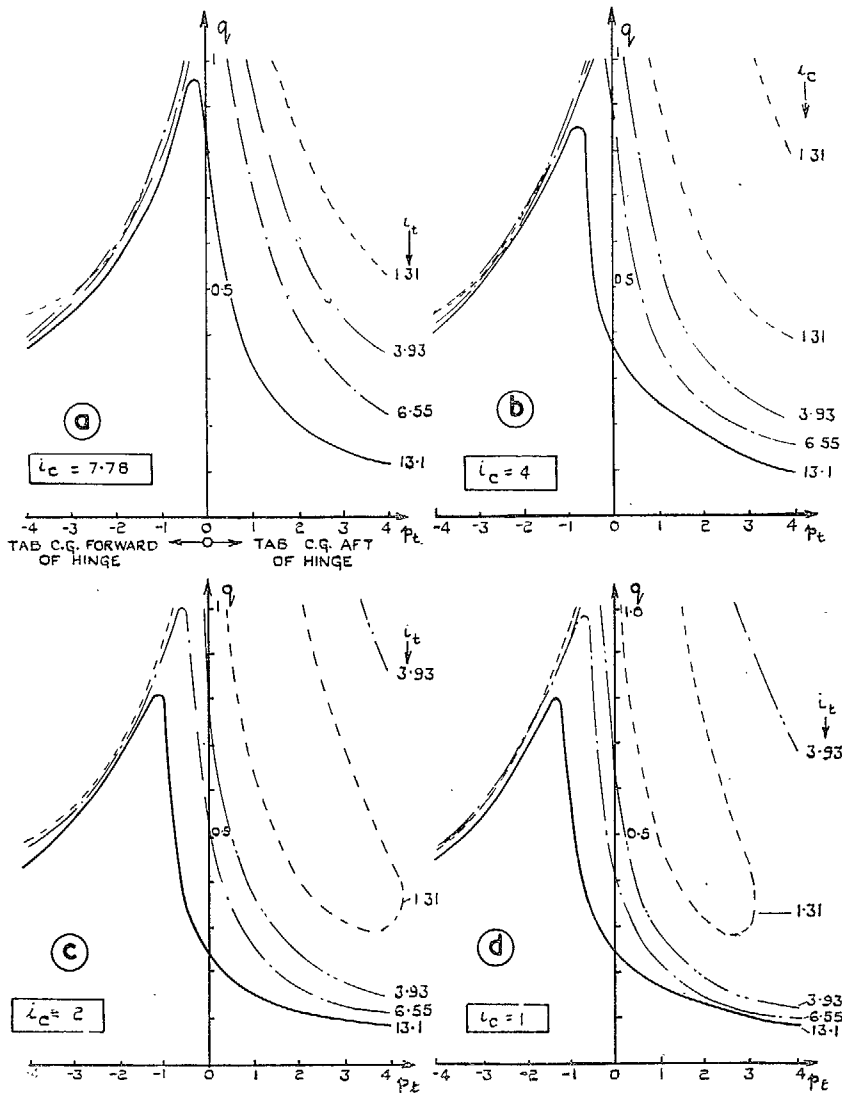 q
1
0.5
i_t
1.31
3.93
6.55
13.1
a
i_c = 7.78
-4 -3 -2 -1 0 1 2 3 4 p_t
TAB C.G. FORWARD OF HINGE
TAB C.G. AFT OF HINGE
q
1
i_c
1.31
0.5
1.31
3.93
6.55
13.1
b
i_c = 4
-4 -3 -2 -1 0 1 2 3 4 p_t
q
1
i_t
3.93
0.5
1.31
3.93
6.55
13.1
c
i_c = 2
-4 -3 -2 -1 0 1 2 3 4 p_t
q
1.0
i_t
3.93
0.5
1.31
3.93
6.55
13.1
d
i_c = 1
-4 -3 -2 -1 0 1 2 3 4 p_t